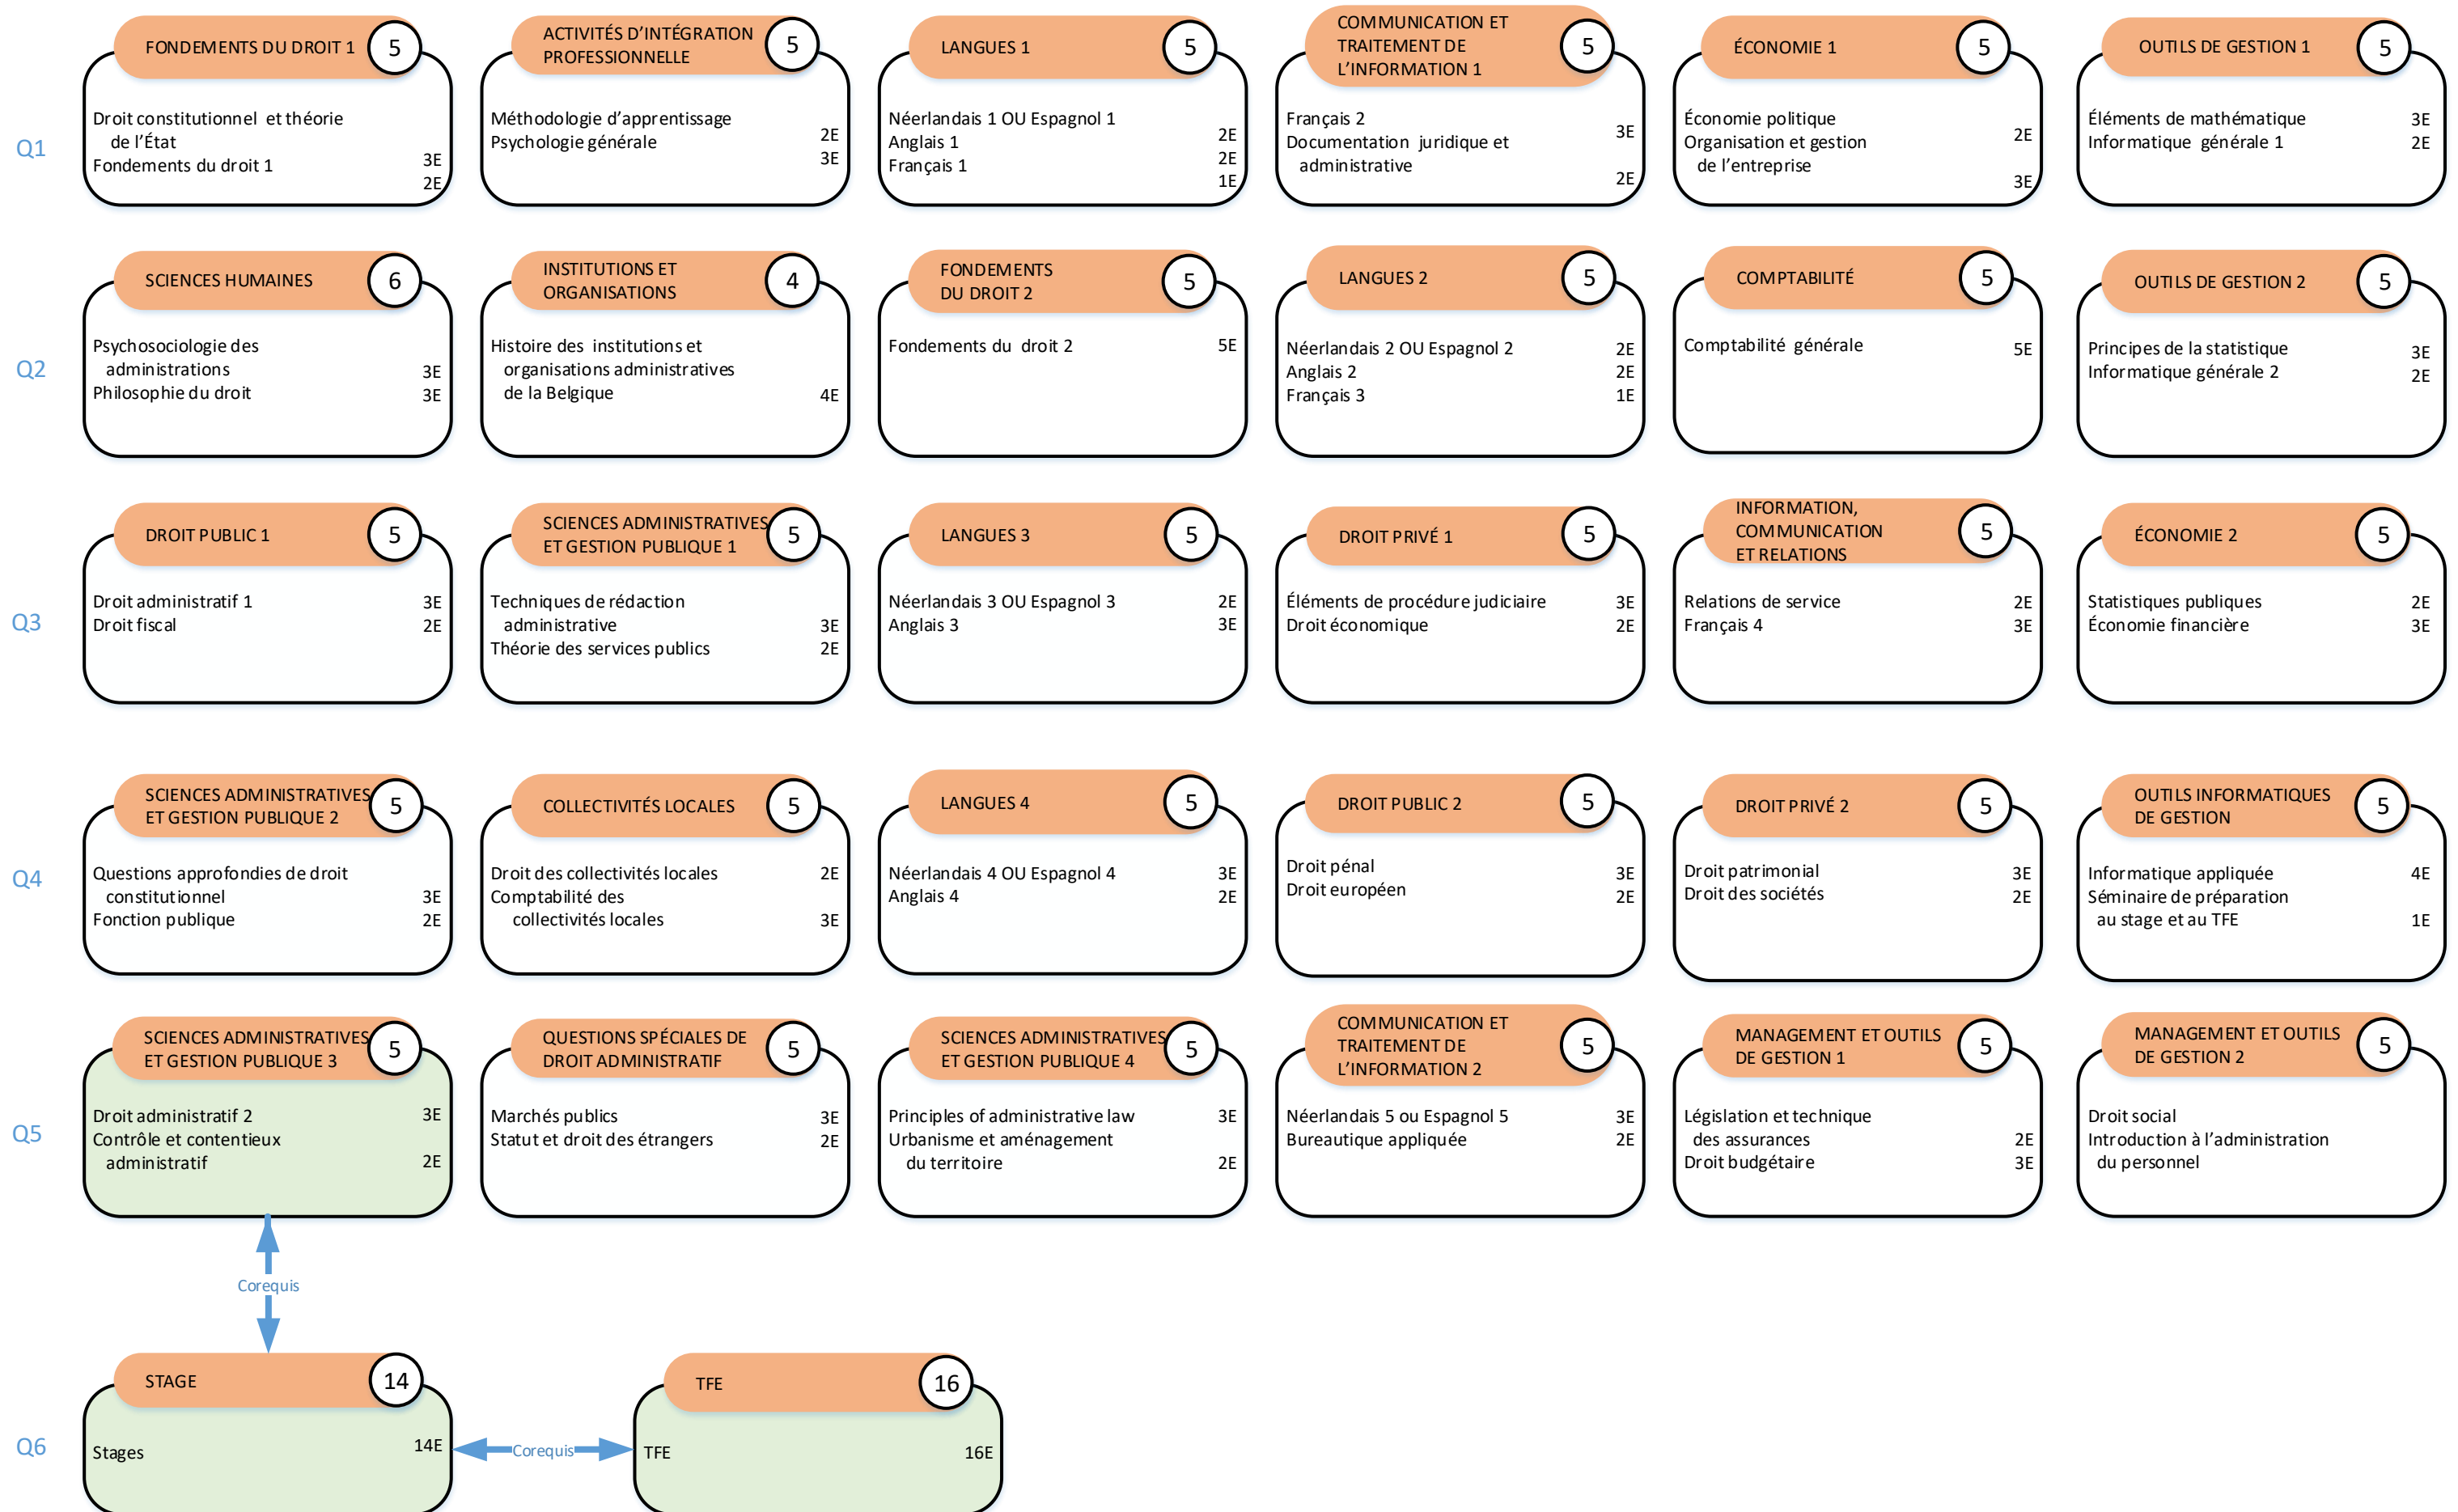 Q1
FONDEMENTS DU DROIT 1 5
Droit constitutionnel et théorie
de l’État 3E
Fondements du droit 1 2E
ACTIVITÉS D’INTÉGRATION
PROFESSIONNELLE 5
Méthodologie d’apprentissage 2E
Psychologie générale 3E
LANGUES 1 5
Néerlandais 1 OU Espagnol 1 2E
Anglais 1 2E
Français 1 1E
COMMUNICATION ET
TRAITEMENT DE
L’INFORMATION 1 5
Français 2 3E
Documentation juridique et
administrative 2E
ÉCONOMIE 1 5
Économie politique 2E
Organisation et gestion
de l’entreprise 3E
OUTILS DE GESTION 1 5
Éléments de mathématique 3E
Informatique générale 1 2E
Q2
SCIENCES HUMAINES 6
Psychosociologie des
administrations 3E
Philosophie du droit 3E
INSTITUTIONS ET
ORGANISATIONS 4
Histoire des institutions et
organisations administratives
de la Belgique 4E
FONDEMENTS
DU DROIT 2 5
Fondements du droit 2 5E
LANGUES 2 5
Néerlandais 2 OU Espagnol 2 2E
Anglais 2 2E
Français 3 1E
COMPTABILITÉ 5
Comptabilité générale 5E
OUTILS DE GESTION 2 5
Principes de la statistique 3E
Informatique générale 2 2E
Q3
DROIT PUBLIC 1 5
Droit administratif 1 3E
Droit fiscal 2E
SCIENCES ADMINISTRATIVES
ET GESTION PUBLIQUE 1 5
Techniques de rédaction
administrative 3E
Théorie des services publics 2E
LANGUES 3 5
Néerlandais 3 OU Espagnol 3 2E
Anglais 3 3E
DROIT PRIVÉ 1 5
Éléments de procédure judiciaire 3E
Droit économique 2E
INFORMATION,
COMMUNICATION
ET RELATIONS 5
Relations de service 2E
Français 4 3E
ÉCONOMIE 2 5
Statistiques publiques 2E
Économie financière 3E
Q4
SCIENCES ADMINISTRATIVES
ET GESTION PUBLIQUE 2 5
Questions approfondies de droit
constitutionnel 3E
Fonction publique 2E
COLLECTIVITÉS LOCALES 5
Droit des collectivités locales 2E
Comptabilité des
collectivités locales 3E
LANGUES 4 5
Néerlandais 4 OU Espagnol 4 3E
Anglais 4 2E
DROIT PUBLIC 2 5
Droit pénal 3E
Droit européen 2E
DROIT PRIVÉ 2 5
Droit patrimonial 3E
Droit des sociétés 2E
OUTILS INFORMATIQUES
DE GESTION 5
Informatique appliquée 4E
Séminaire de préparation
au stage et au TFE 1E
Q5
SCIENCES ADMINISTRATIVES
ET GESTION PUBLIQUE 3 5
Droit administratif 2 3E
Contrôle et contentieux
administratif 2E
QUESTIONS SPÉCIALES DE
DROIT ADMINISTRATIF 5
Marchés publics 3E
Statut et droit des étrangers 2E
SCIENCES ADMINISTRATIVES
ET GESTION PUBLIQUE 4 5
Principles of administrative law 3E
Urbanisme et aménagement
du territoire 2E
COMMUNICATION ET
TRAITEMENT DE
L’INFORMATION 2 5
Néerlandais 5 ou Espagnol 5 3E
Bureautique appliquée 2E
MANAGEMENT ET OUTILS
DE GESTION 1 5
Législation et technique
des assurances 2E
Droit budgétaire 3E
MANAGEMENT ET OUTILS
DE GESTION 2 5
Droit social
Introduction à l’administration
du personnel
Corequis
Q6
STAGE 14
Stages 14E
Corequis
TFE 16
TFE 16E